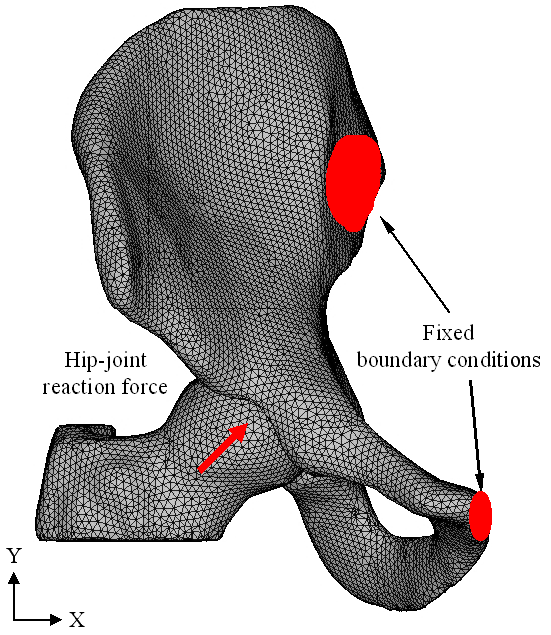 Fixed
boundary conditions
Hip-joint
reaction force
Y
X